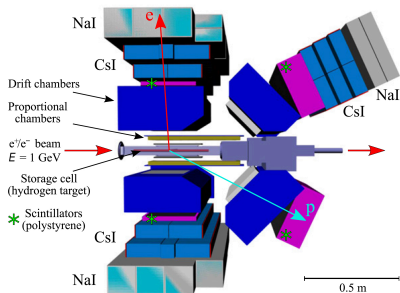 NaI
e
CsI
Drift chambers
Proportional
chambers
e⁺/e⁻ beam
E = 1 GeV
Storage cell
(hydrogen target)
Scintillators
(polystyrene)
CsI
NaI
NaI
CsI
p
0.5 m